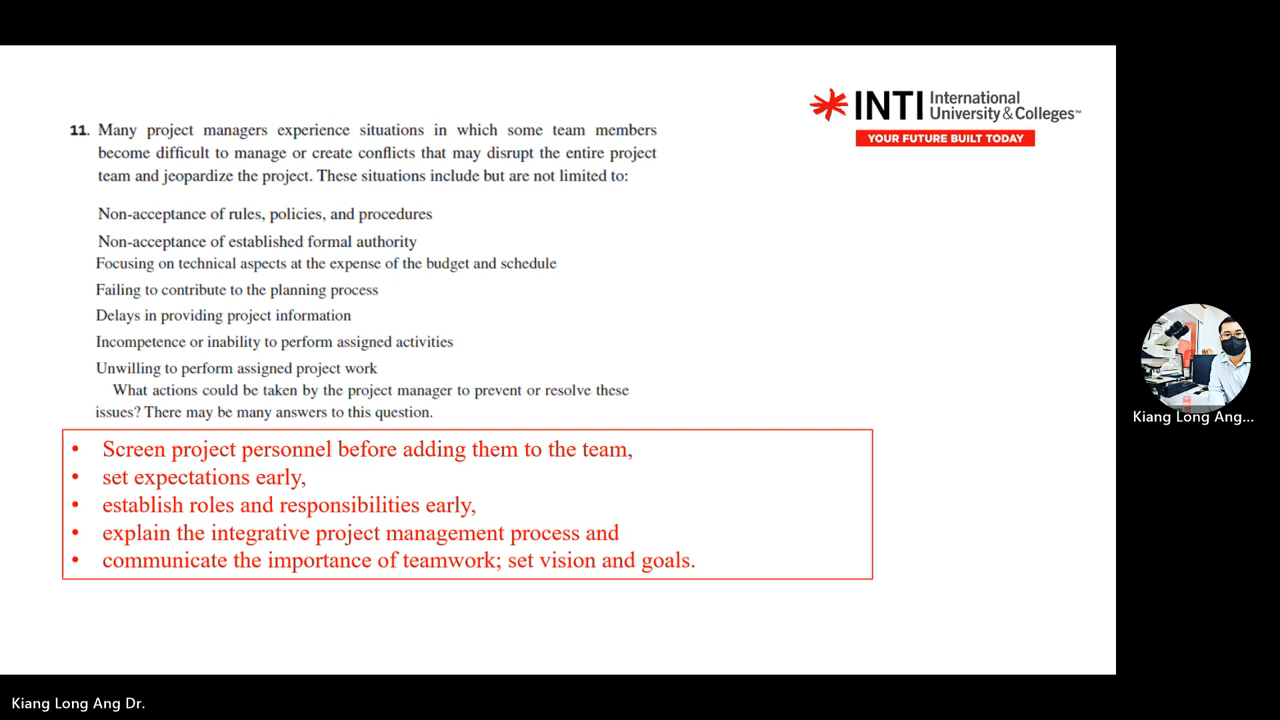 INTI International
University & Colleges™
YOUR FUTURE BUILT TODAY
11. Many project managers experience situations in which some team members
become difficult to manage or create conflicts that may disrupt the entire project
team and jeopardize the project. These situations include but are not limited to:
Non-acceptance of rules, policies, and procedures
Non-acceptance of established formal authority
Focusing on technical aspects at the expense of the budget and schedule
Failing to contribute to the planning process
Delays in providing project information
Incompetence or inability to perform assigned activities
Unwilling to perform assigned project work
What actions could be taken by the project manager to prevent or resolve these
issues? There may be many answers to this question.
• Screen project personnel before adding them to the team,
• set expectations early,
• establish roles and responsibilities early,
• explain the integrative project management process and
• communicate the importance of teamwork; set vision and goals.
Kiang Long Ang...
Kiang Long Ang Dr.